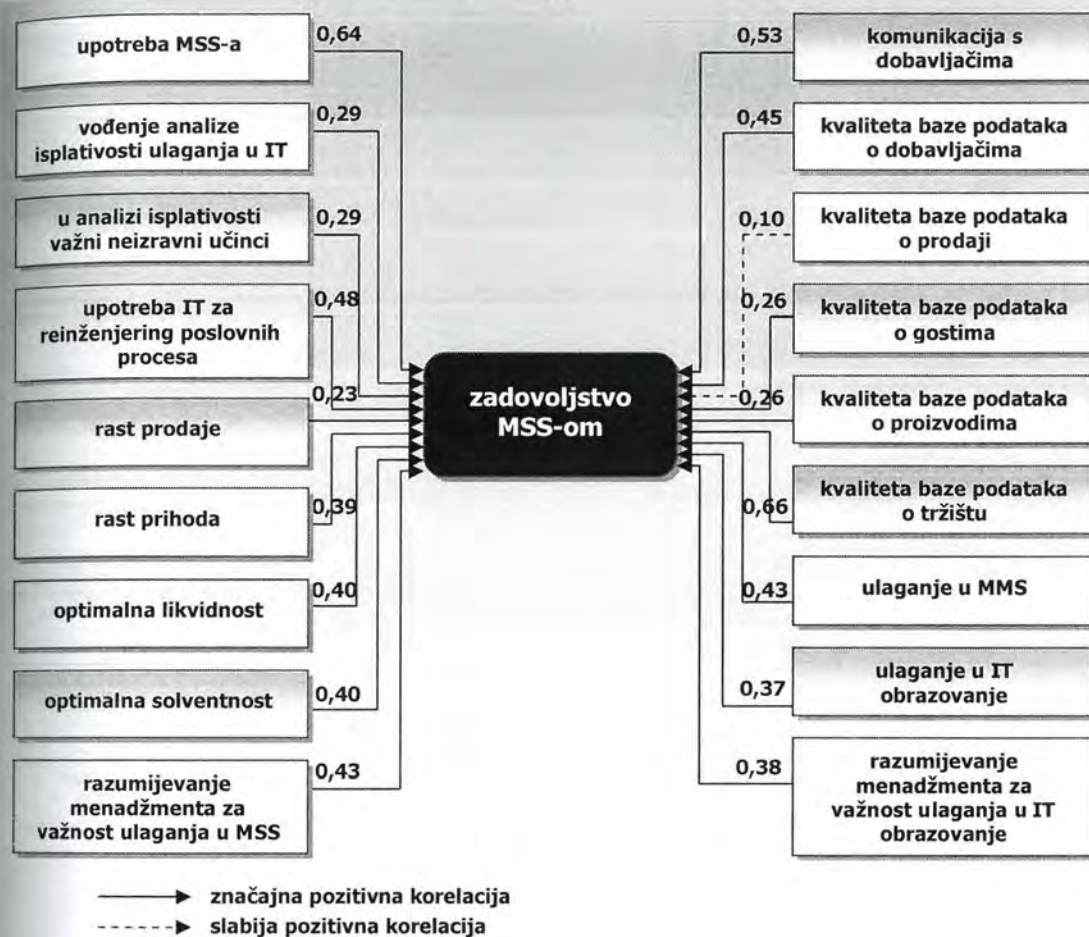 upotreba MSS-a
0,64
vođenje analize
isplativosti ulaganja u IT
0,29
u analizi isplativosti
važni neizravni učinci
0,29
upotreba IT za
reinženjering poslovnih
procesa
0,48
rast prodaje
0,23
rast prihoda
0,39
optimalna likvidnost
0,40
optimalna solventnost
0,40
razumijevanje
menadžmenta za
važnost ulaganja u MSS
0,43
zadovoljstvo
MSS-om
0,53
komunikacija s
dobavljačima
0,45
kvaliteta baze podataka
o dobavljačima
0,10
kvaliteta baze podataka
o prodaji
0,26
kvaliteta baze podataka
o gostima
0,26
kvaliteta baze podataka
o proizvodima
0,66
kvaliteta baze podataka
o tržištu
0,43
ulaganje u MMS
0,37
ulaganje u IT
obrazovanje
0,38
razumijevanje
menadžmenta za
važnost ulaganja u IT
obrazovanje
značajna pozitivna korelacija
slabija pozitivna korelacija